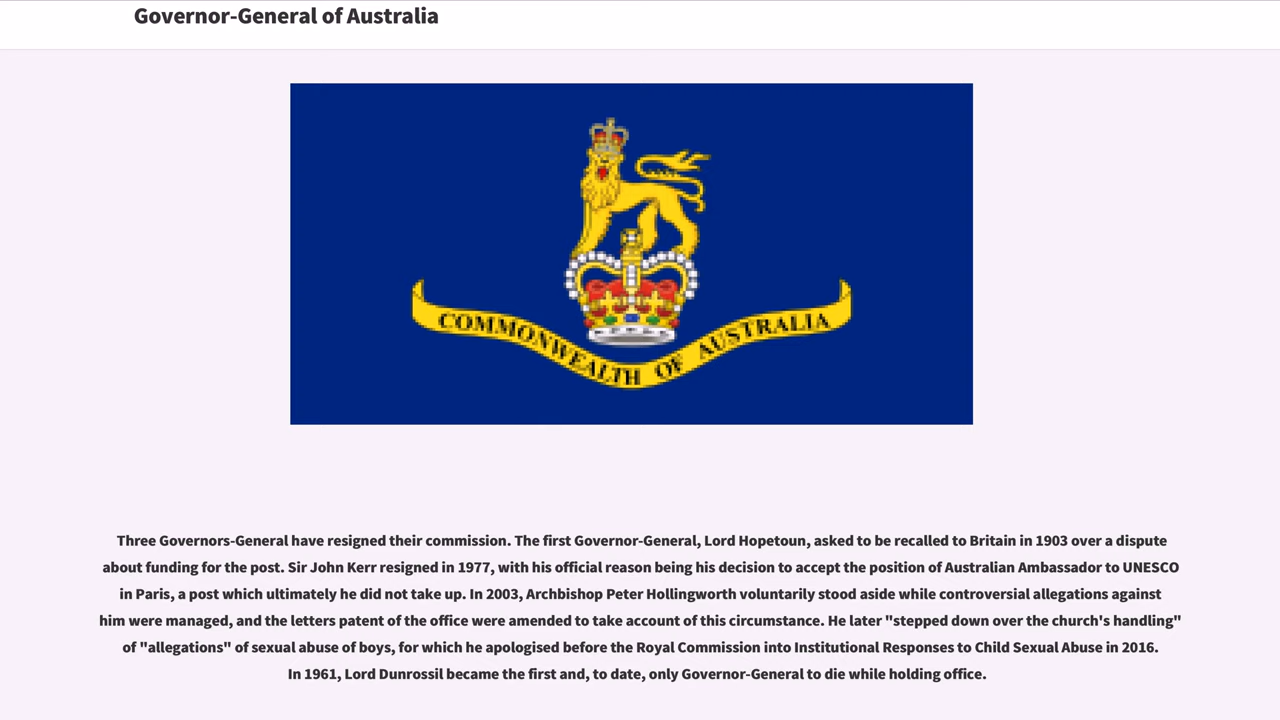 Governor-General of Australia
COMMONWEALTH OF AUSTRALIA
Three Governors-General have resigned their commission. The first Governor-General, Lord Hopetoun, asked to be recalled to Britain in 1903 over a dispute
about funding for the post. Sir John Kerr resigned in 1977, with his official reason being his decision to accept the position of Australian Ambassador to UNESCO
in Paris, a post which ultimately he did not take up. In 2003, Archbishop Peter Hollingworth voluntarily stood aside while controversial allegations against
him were managed, and the letters patent of the office were amended to take account of this circumstance. He later "stepped down over the church's handling"
of "allegations" of sexual abuse of boys, for which he apologised before the Royal Commission into Institutional Responses to Child Sexual Abuse in 2016.
In 1961, Lord Dunrossil became the first and, to date, only Governor-General to die while holding office.